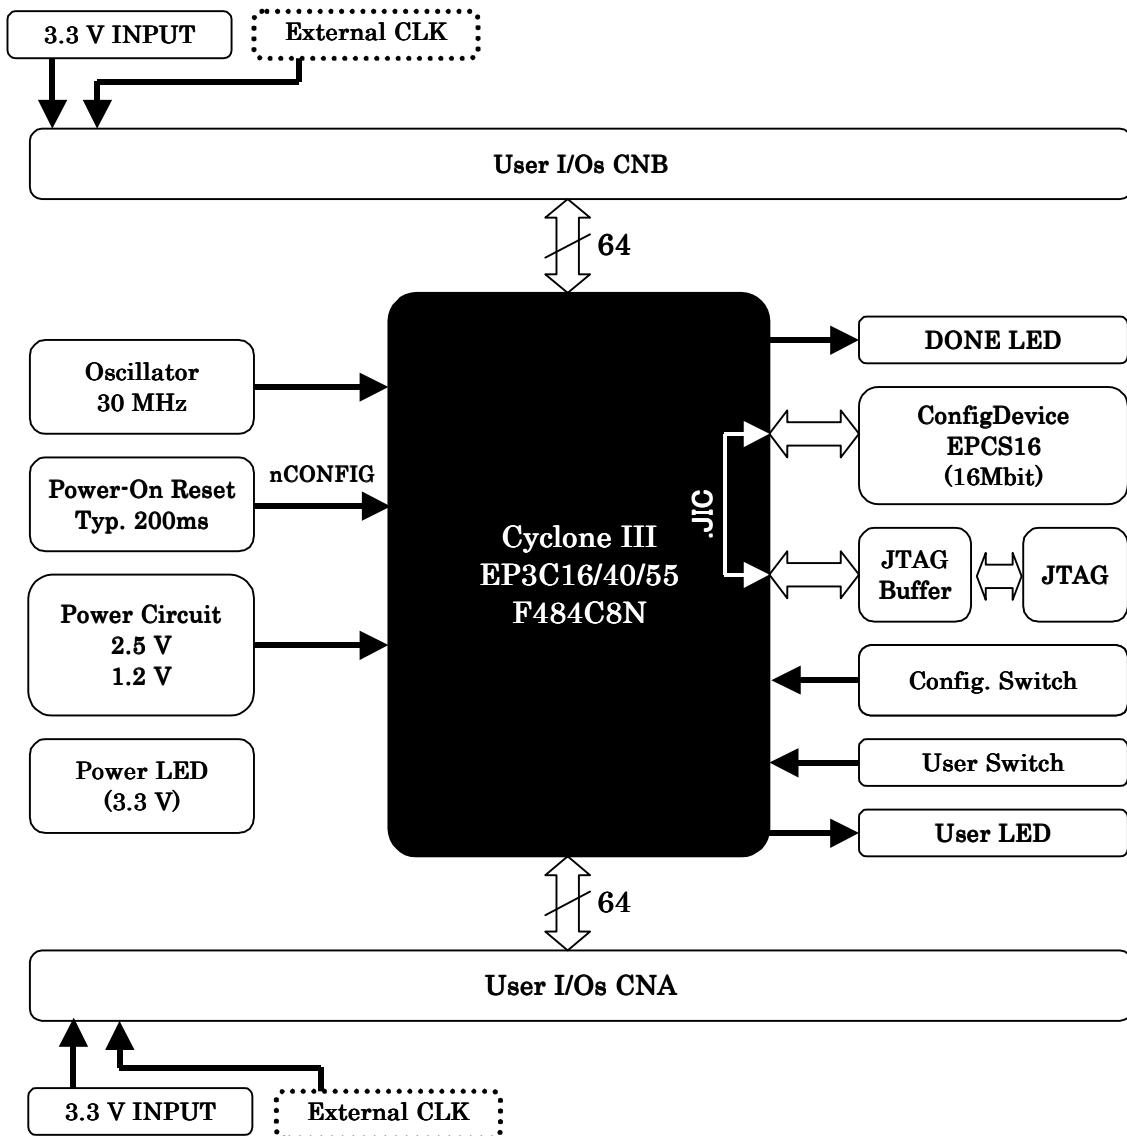 3.3 V INPUT
External CLK
User I/Os CNB
64
Oscillator
30 MHz
Power-On Reset
Typ. 200ms
nCONFIG
Power Circuit
2.5 V
1.2 V
Power LED
(3.3 V)
Cyclone III
EP3C16/40/55
F484C8N
.JIC
DONE LED
ConfigDevice
EPCS16
(16Mbit)
JTAG
Buffer
JTAG
Config. Switch
User Switch
User LED
64
User I/Os CNA
3.3 V INPUT
External CLK